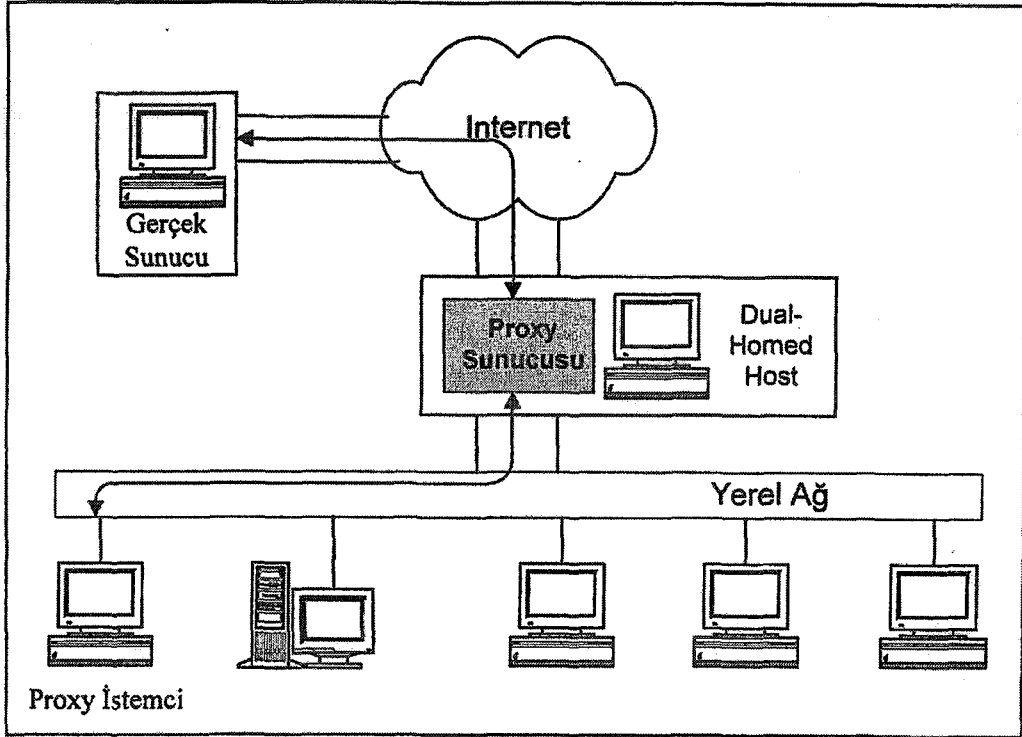 Internet
Gerçek
Sunucu
Proxy
Sunucusu
Dual-
Homed
Host
Yerel Ağ
Proxy İstemci